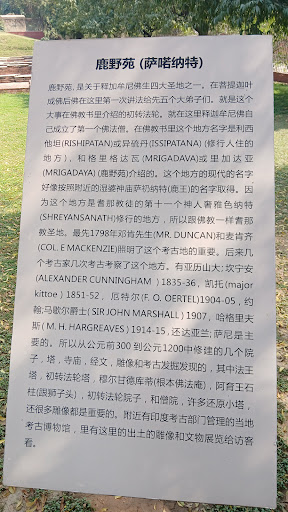 鹿野苑 (萨喏纳特)
鹿野苑, 是关于释加牟尼佛生四大圣地之一。在菩提迦叶
成佛后佛在这里第一次讲法给先五个大弟子们。就是这个
大事在佛教书里介绍的初转法轮。就在这里释迦牟尼佛自
己成立了第一个佛法僧。在佛教书里这个地方名字是利西
他坦(RISHIPATAN)或异琉丹(ISSIPATANA) (修行人住的
地方)、和格里格达瓦(MRIGADAVA)或里加达亚
(MRIGADAYA) (鹿野苑)介绍的。这个地方的现代的名字
好像按照附近的湿婆神庙萨初纳特(鹿王)的名字取得。因
为这个地方是耆那教徒的第十一个神人奢雅色纳特
(SHREYANSANATH)修行的地方，所以跟佛教一样耆那
教圣地。最先1798年邓肯先生(MR. DUNCAN)和麦肯齐
(COL. E MACKENZIE)照明了这个考古地的重要。后来几
个考古家几次考古考察了这个地方。有亚历山大; 坎宁安
(ALEXANDER CUNNINGHAM ) 1835-36, 凯托(major
kittoe ) 1851-52, 厄特尔(F. O. OERTEL)1904-05, 约
翰;马歇尔爵士( SIR JOHN MARSHALL ) 1907, 哈格里夫
斯( M. H. HARGREAVES ) 1914-15, 还达亚兰; 萨尼是主
要的。所以从公元前300 到公元1200中修建的几个院
子，塔，寺庙，经文，雕像和考古发掘发现的，其中法王
塔，初转法轮塔，穆尔甘德库蒂(根本佛法庵)，阿育王石
柱(跟狮子头)，初转法轮院子，和僧院，许多还原小塔，
还很多雕像都是重要的。附近有印度考古部门管理的当地
考古博物馆，里有这里的出土的雕像和文物展览给访客
看。